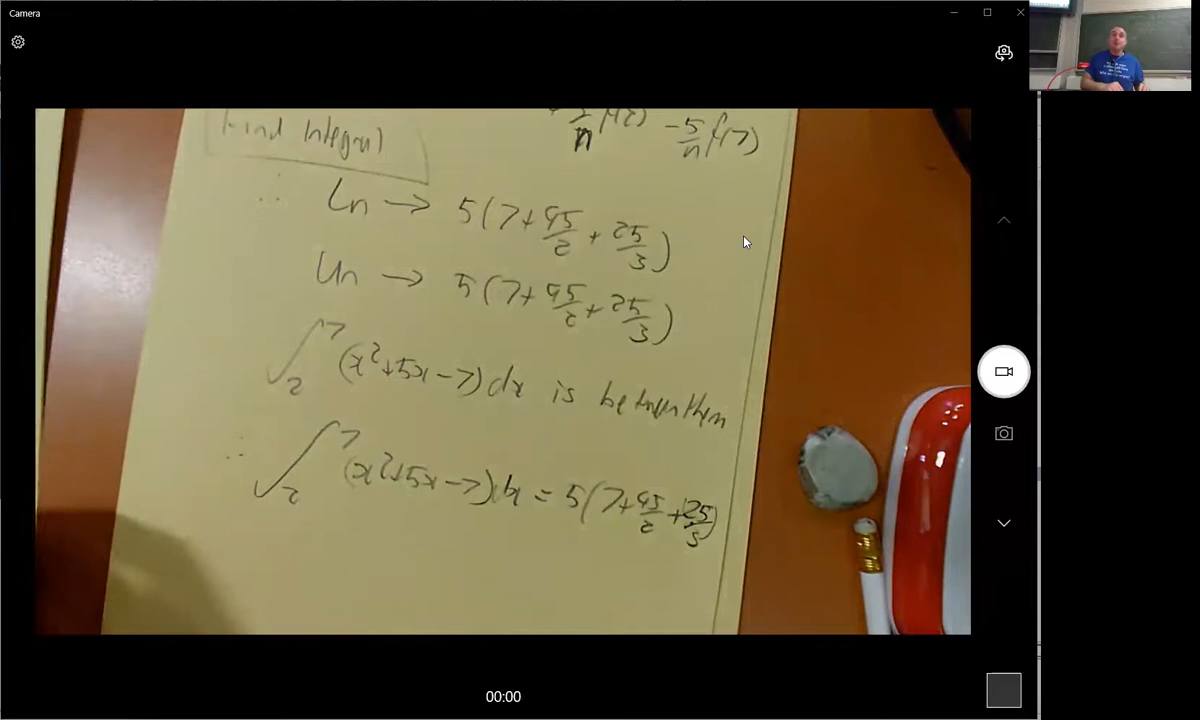 Camera
Find Integral
n f(2) -5/n f(7)
∴ Ln → 5(7+45/2+25/3)
Un → 5(7+45/2+25/3)
∫₂⁷ (x²+5x-7)dx is between them
∴ ∫₂⁷ (x²+5x-7)dx = 5(7+45/2+25/3)
00:00